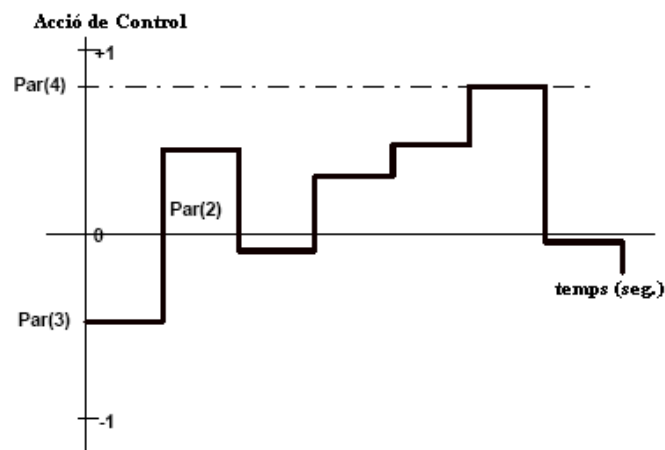 Acció de Control
+1
Par(4)
Par(2)
0
temps (seg.)
Par(3)
-1